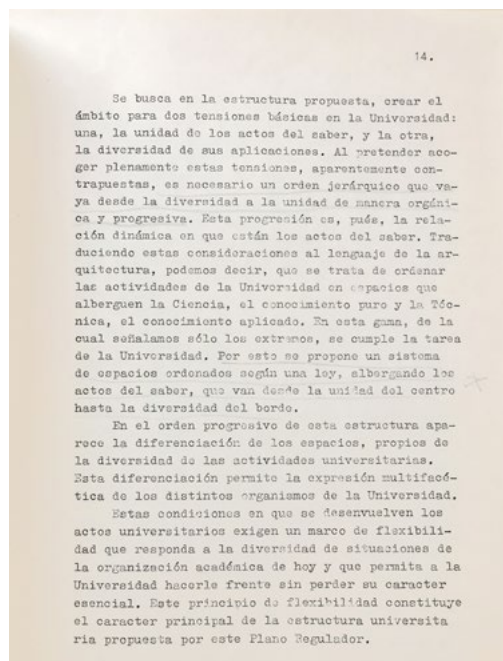 14.
Se busca en la estructura propuesta, crear el
ámbito para dos tensiones básicas en la Universidad:
una, la unidad de los actos del saber, y la otra,
la diversidad de sus aplicaciones. Al pretender aco-
ger plenamente estas tensiones, aparentemente con-
trapuestas, es necesario un orden jerárquico que va-
ya desde la diversidad a la unidad de manera orgáni-
ca y progresiva. Esta progresión es, pués, la rela-
ción dinámica en que están los actos del saber. Tra-
duciendo estas consideraciones al lenguaje de la ar-
quitectura, podemos decir, que se trata de ordenar
las actividades de la Universidad en espacios que
alberguen la Ciencia, el conocimiento puro y la Téc-
nica, el conocimiento aplicado. En esta gama, de la
cual señalamos sólo los extremos, se cumple la tarea
de la Universidad. Por esto se propone un sistema
de espacios ordenados según una ley, albergando los
actos del saber, que van desde la unidad del centro
hasta la diversidad del borde.
En el orden progresivo de esta estructura apa-
rece la diferenciación de los espacios, propios de
la diversidad de las actividades universitarias.
Esta diferenciación permite la expresión multifacé-
tica de los distintos organismos de la Universidad.
Estas condiciones en que se desenvuelven los
actos universitarios exigen un marco de flexibili-
dad que responda a la diversidad de situaciones de
la organización académica de hoy y que permita a la
Universidad hacerle frente sin perder su caracter
esencial. Este principio de flexibilidad constituye
el caracter principal de la estructura universita
ria propuesta por este Plano Regulador.